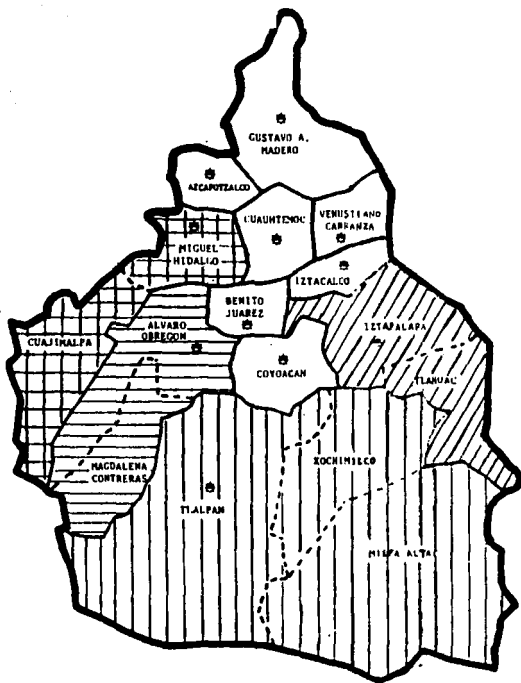 GUSTAVO A.
MADERO
AZCAPOTZALCO
CUAUHTEMOC
VENUSTIANO
CARRANZA
MIGUEL
HIDALGO
IZTACALCO
BENITO
JUAREZ
IZTAPALAPA
CUAJIMALPA
ALVARO
OBREGON
COYOACAN
TLAHUAC
MAGDALENA
CONTRERAS
XOCHIMILCO
TLALPAN
MILPA ALTA